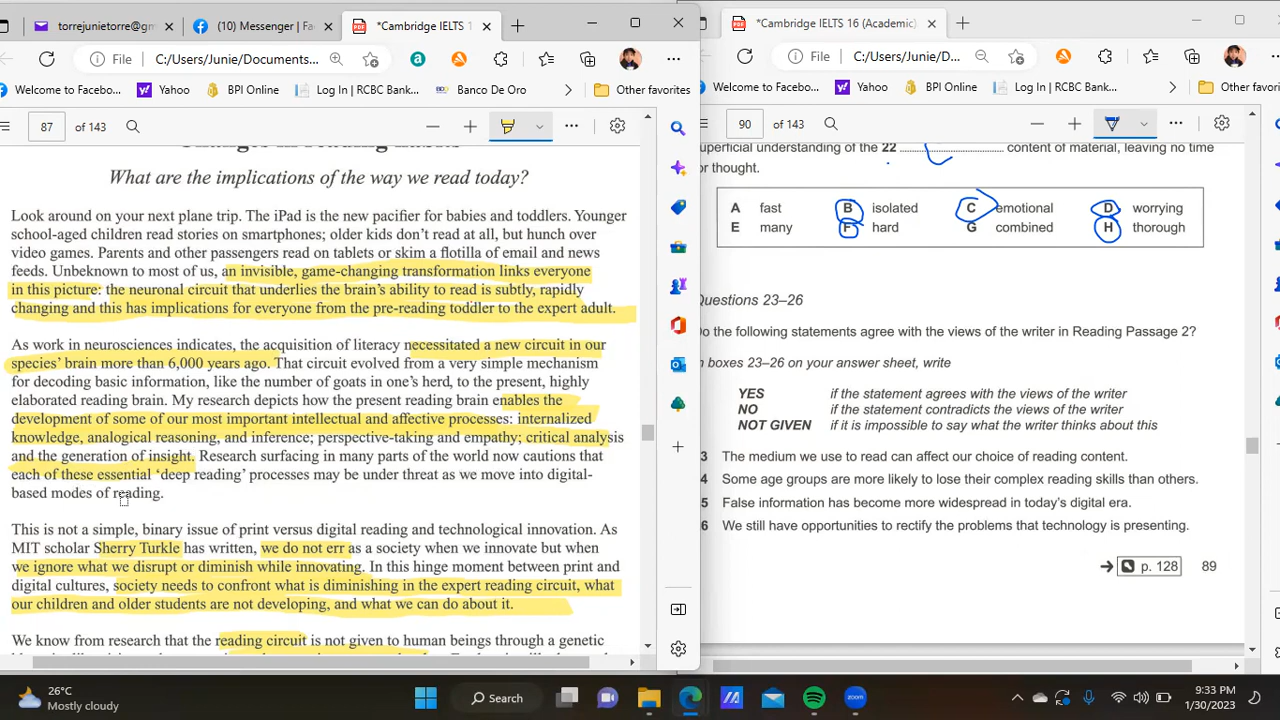 torrejunietorre@gm
(10) Messenger | Fa
*Cambridge IELTS 1
*Cambridge IELTS 16 (Academic)
File
C:/Users/Junie/Documents...
File
C:/Users/Junie/D...
Welcome to Facebo...
Yahoo
BPI Online
Log In | RCBC Bank...
Banco De Oro
Other favorites
Welcome to Facebo...
Yahoo
BPI Online
Log In | RCBC Bank...
Other favor
87 of 143
90 of 143
What are the implications of the way we read today?
Look around on your next plane trip. The iPad is the new pacifier for babies and toddlers. Younger
school-aged children read stories on smartphones; older kids don't read at all, but hunch over
video games. Parents and other passengers read on tablets or skim a flotilla of email and news
feeds. Unbeknown to most of us, an invisible, game-changing transformation links everyone
in this picture: the neuronal circuit that underlies the brain's ability to read is subtly, rapidly
changing and this has implications for everyone from the pre-reading toddler to the expert adult.
As work in neurosciences indicates, the acquisition of literacy necessitated a new circuit in our
species' brain more than 6,000 years ago. That circuit evolved from a very simple mechanism
for decoding basic information, like the number of goats in one's herd, to the present, highly
elaborated reading brain. My research depicts how the present reading brain enables the
development of some of our most important intellectual and affective processes: internalized
knowledge, analogical reasoning, and inference; perspective-taking and empathy; critical analysis
and the generation of insight. Research surfacing in many parts of the world now cautions that
each of these essential 'deep reading' processes may be under threat as we move into digital-
based modes of reading.
This is not a simple, binary issue of print versus digital reading and technological innovation. As
MIT scholar Sherry Turkle has written, we do not err as a society when we innovate but when
we ignore what we disrupt or diminish while innovating. In this hinge moment between print and
digital cultures, society needs to confront what is diminishing in the expert reading circuit, what
our children and older students are not developing, and what we can do about it.
We know from research that the reading circuit is not given to human beings through a genetic
uperficial understanding of the 22 .................................... content of material, leaving no time
or thought.
A fast B isolated C emotional D worrying
E many F hard G combined H thorough
Questions 23–26
Do the following statements agree with the views of the writer in Reading Passage 2?
n boxes 23–26 on your answer sheet, write
YES if the statement agrees with the views of the writer
NO if the statement contradicts the views of the writer
NOT GIVEN if it is impossible to say what the writer thinks about this
3 The medium we use to read can affect our choice of reading content.
4 Some age groups are more likely to lose their complex reading skills than others.
5 False information has become more widespread in today's digital era.
6 We still have opportunities to rectify the problems that technology is presenting.
p. 128 89
26°C
Mostly cloudy
Search
9:33 PM
1/30/2023